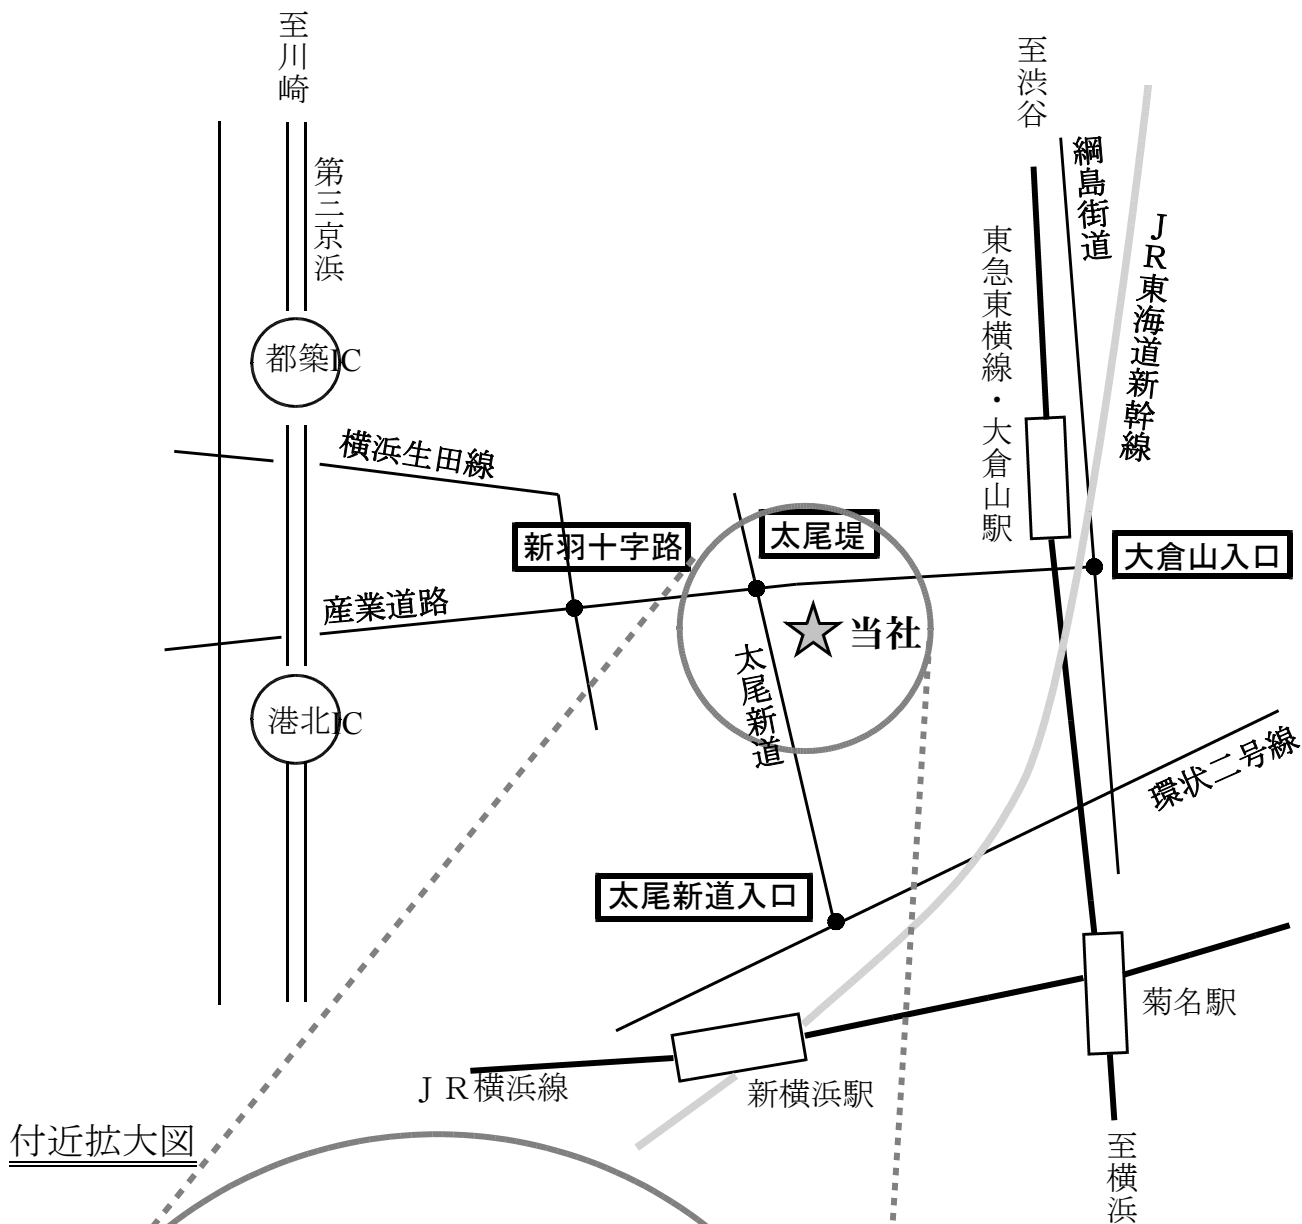 至川崎
至渋谷
第三京浜
綱島街道
JR東海道新幹線
東急東横線・大倉山駅
都築IC
横浜生田線
新羽十字路
太尾堤
大倉山入口
産業道路
当社
太尾新道
港北IC
環状二号線
太尾新道入口
菊名駅
JR横浜線
新横浜駅
付近拡大図
至横浜